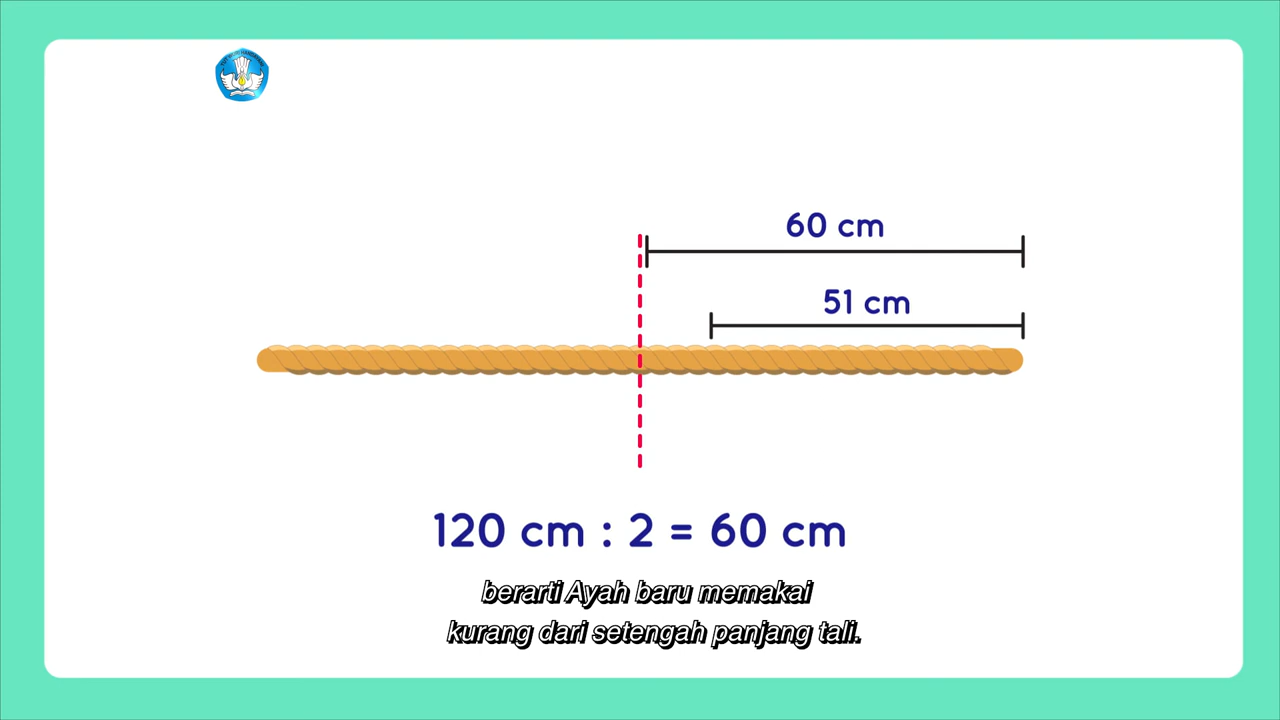 60 cm
51 cm
120 cm : 2 = 60 cm
berarti Ayah baru memakai
kurang dari setengah panjang tali.